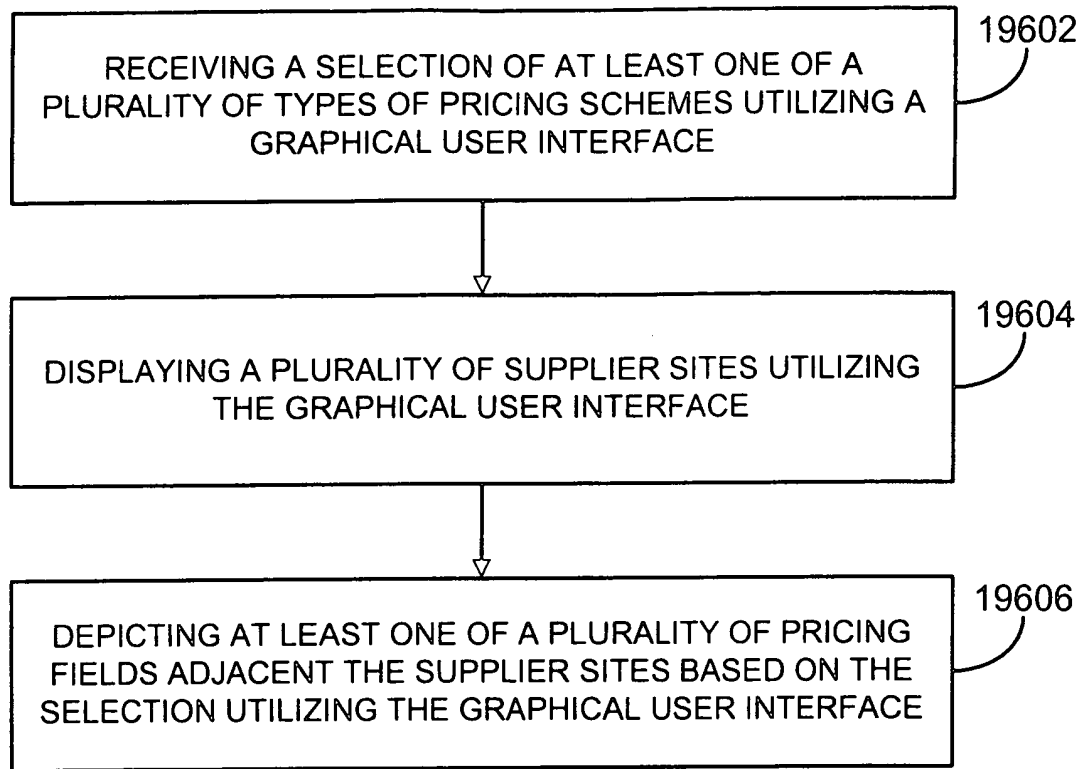 19602
RECEIVING A SELECTION OF AT LEAST ONE OF A
PLURALITY OF TYPES OF PRICING SCHEMES UTILIZING A
GRAPHICAL USER INTERFACE
19604
DISPLAYING A PLURALITY OF SUPPLIER SITES UTILIZING
THE GRAPHICAL USER INTERFACE
19606
DEPICTING AT LEAST ONE OF A PLURALITY OF PRICING
FIELDS ADJACENT THE SUPPLIER SITES BASED ON THE
SELECTION UTILIZING THE GRAPHICAL USER INTERFACE